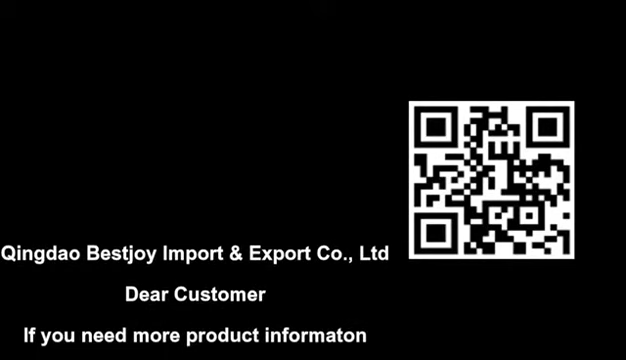 Qingdao Bestjoy Import & Export Co., Ltd
Dear Customer
If you need more product informaton